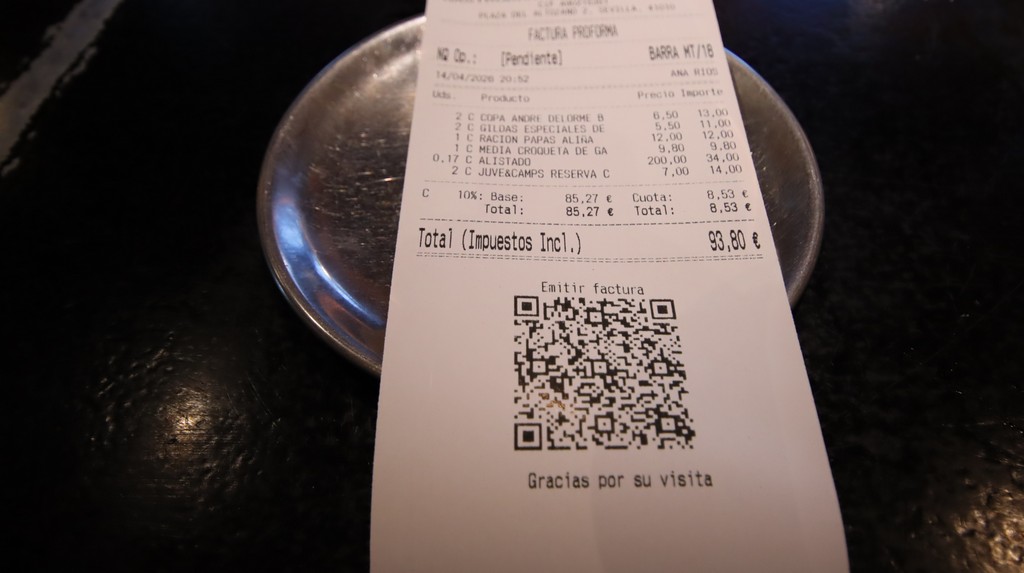 PLAZA DEL ALTOZANO 2, SEVILLA, 41010
FACTURA PROFORMA
Nº Op.: [Pendiente] BARRA MT/1B
14/04/2026 20:52 ANA RIOS
Uds. Producto Precio Importe
2 C COPA ANDRE DELORME B 6,50 13,00
2 C GILDAS ESPECIALES DE 5,50 11,00
1 C RACION PAPAS ALIÑA 12,00 12,00
1 C MEDIA CROQUETA DE GA 9,80 9,80
0,17 C ALISTADO 200,00 34,00
2 C JUVE&CAMPS RESERVA C 7,00 14,00
C 10%: Base: 85,27 € Cuota: 8,53 €
Total: 85,27 € Total: 8,53 €
Total (Impuestos Incl.) 93,80 €
Emitir factura
Gracias por su visita